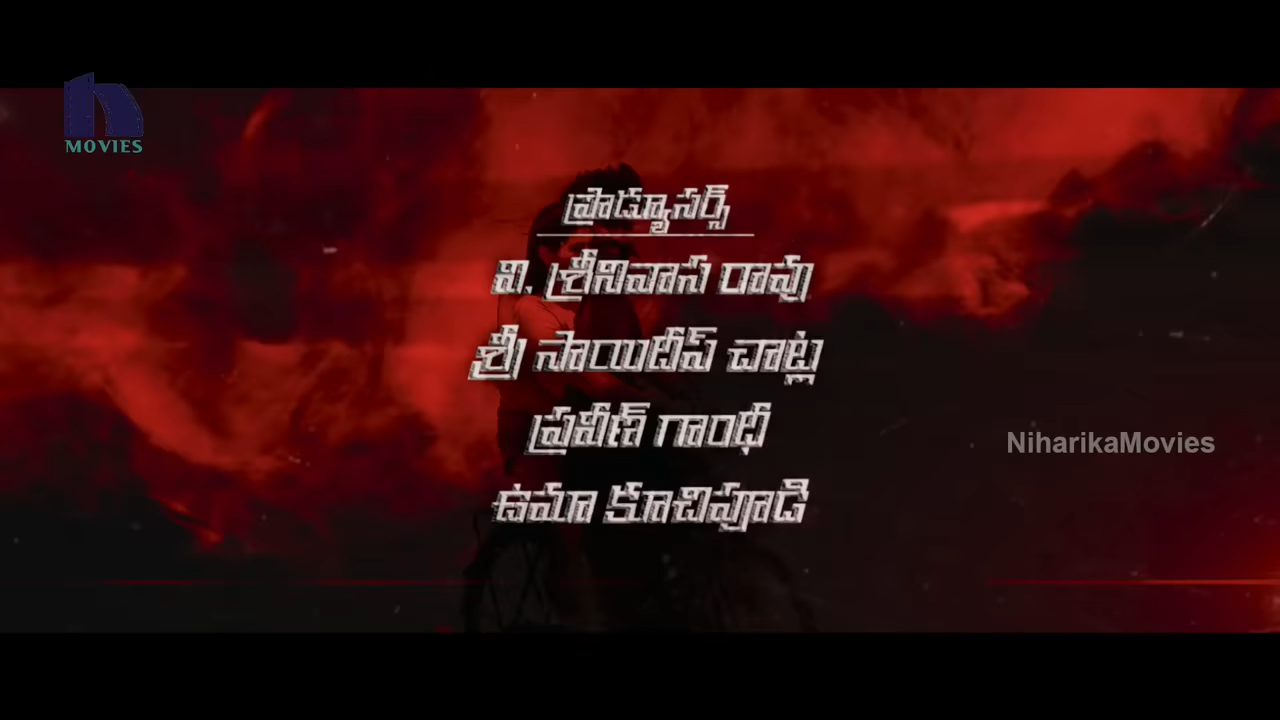 MOVIES
ప్రొడ్యూసర్స్
వి. శ్రీనివాస రావు
శ్రీ సాయిదీప్ చాట్ల
ప్రవీణ్ గాంధీ
NiharikaMovies
ఉమా కూచిపూడి